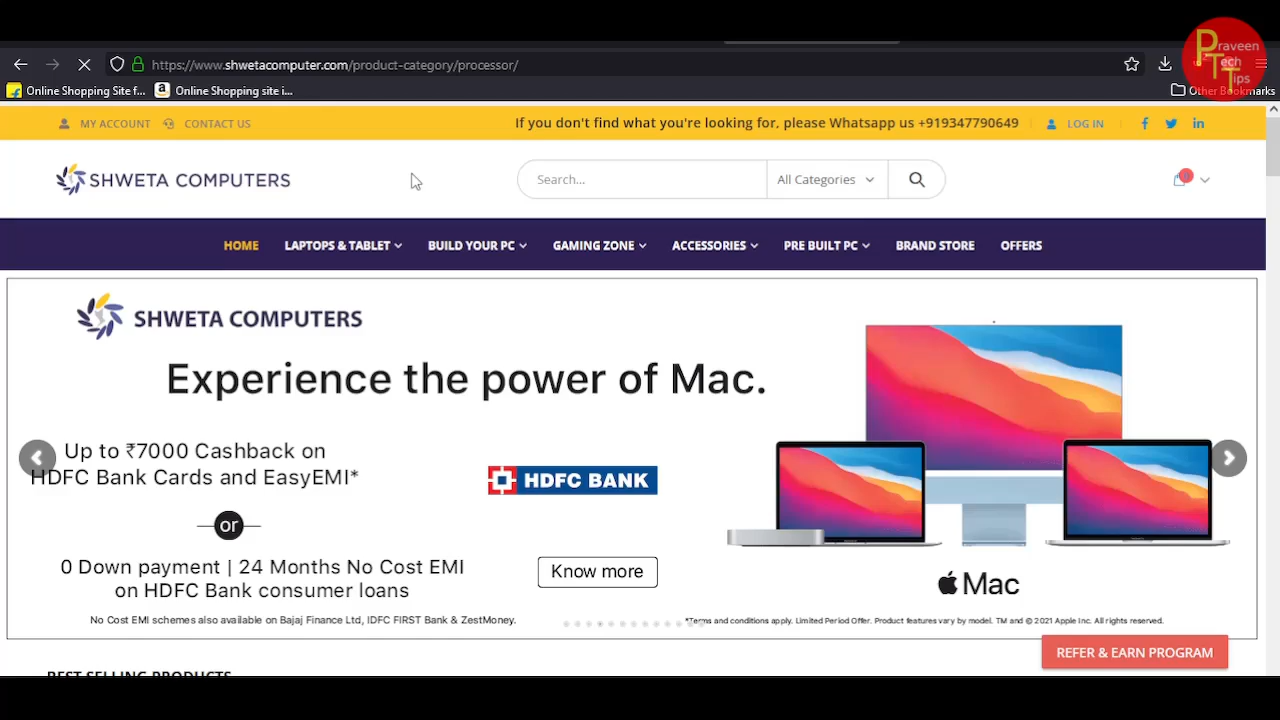 Praveen
Tech
Tips
https://www.shwetacomputer.com/product-category/processor/
Online Shopping Site f...
Online Shopping site i...
Other Bookmarks
MY ACCOUNT
CONTACT US
If you don't find what you're looking for, please Whatsapp us +919347790649
LOG IN
SHWETA COMPUTERS
Search...
All Categories
HOME
LAPTOPS & TABLET
BUILD YOUR PC
GAMING ZONE
ACCESSORIES
PRE BUILT PC
BRAND STORE
OFFERS
SHWETA COMPUTERS
Experience the power of Mac.
Up to ₹7000 Cashback on
HDFC Bank Cards and EasyEMI*
HDFC BANK
or
0 Down payment | 24 Months No Cost EMI
on HDFC Bank consumer loans
Know more
Mac
No Cost EMI schemes also available on Bajaj Finance Ltd, IDFC FIRST Bank & ZestMoney.
*Terms and conditions apply. Limited Period Offer. Product features vary by model. TM and © 2021 Apple Inc. All rights reserved.
REFER & EARN PROGRAM
BEST SELLING PRODUCTS